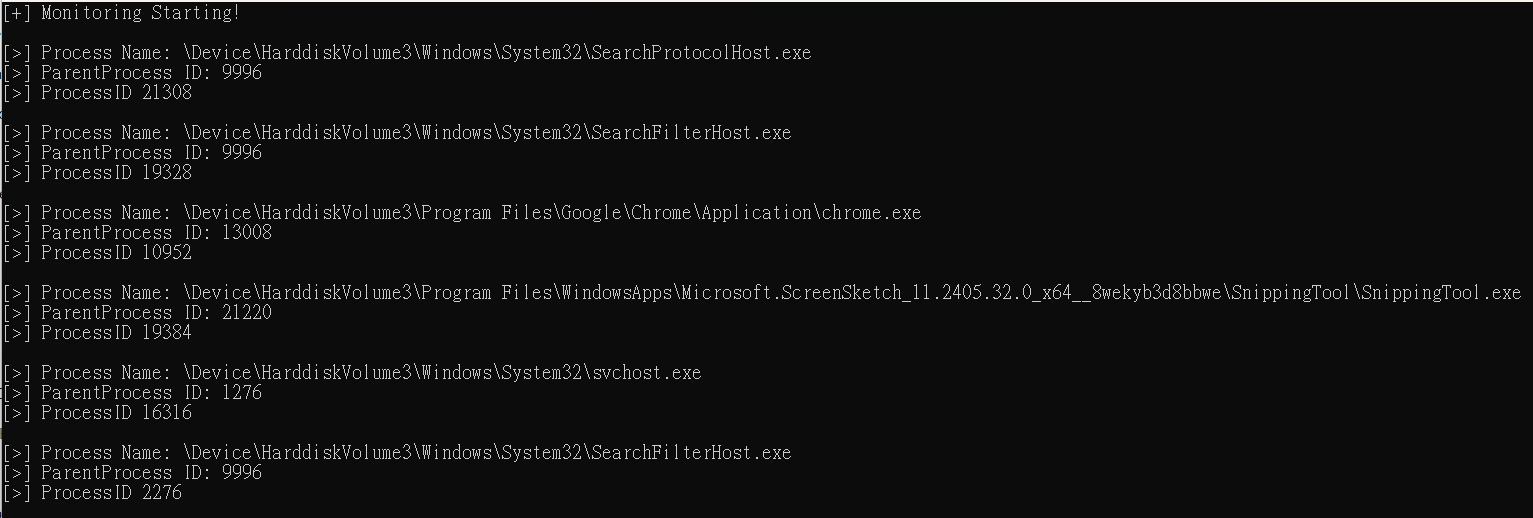 [+] Monitoring Starting!
[>] Process Name: \Device\HarddiskVolume3\Windows\System32\SearchProtocolHost.exe
[>] ParentProcess ID: 9996
[>] ProcessID 21308
[>] Process Name: \Device\HarddiskVolume3\Windows\System32\SearchFilterHost.exe
[>] ParentProcess ID: 9996
[>] ProcessID 19328
[>] Process Name: \Device\HarddiskVolume3\Program Files\Google\Chrome\Application\chrome.exe
[>] ParentProcess ID: 13008
[>] ProcessID 10952
[>] Process Name: \Device\HarddiskVolume3\Program Files\WindowsApps\Microsoft.ScreenSketch_11.2405.32.0_x64__8wekyb3d8bbwe\SnippingTool\SnippingTool.exe
[>] ParentProcess ID: 21220
[>] ProcessID 19384
[>] Process Name: \Device\HarddiskVolume3\Windows\System32\svchost.exe
[>] ParentProcess ID: 1276
[>] ProcessID 16316
[>] Process Name: \Device\HarddiskVolume3\Windows\System32\SearchFilterHost.exe
[>] ParentProcess ID: 9996
[>] ProcessID 2276